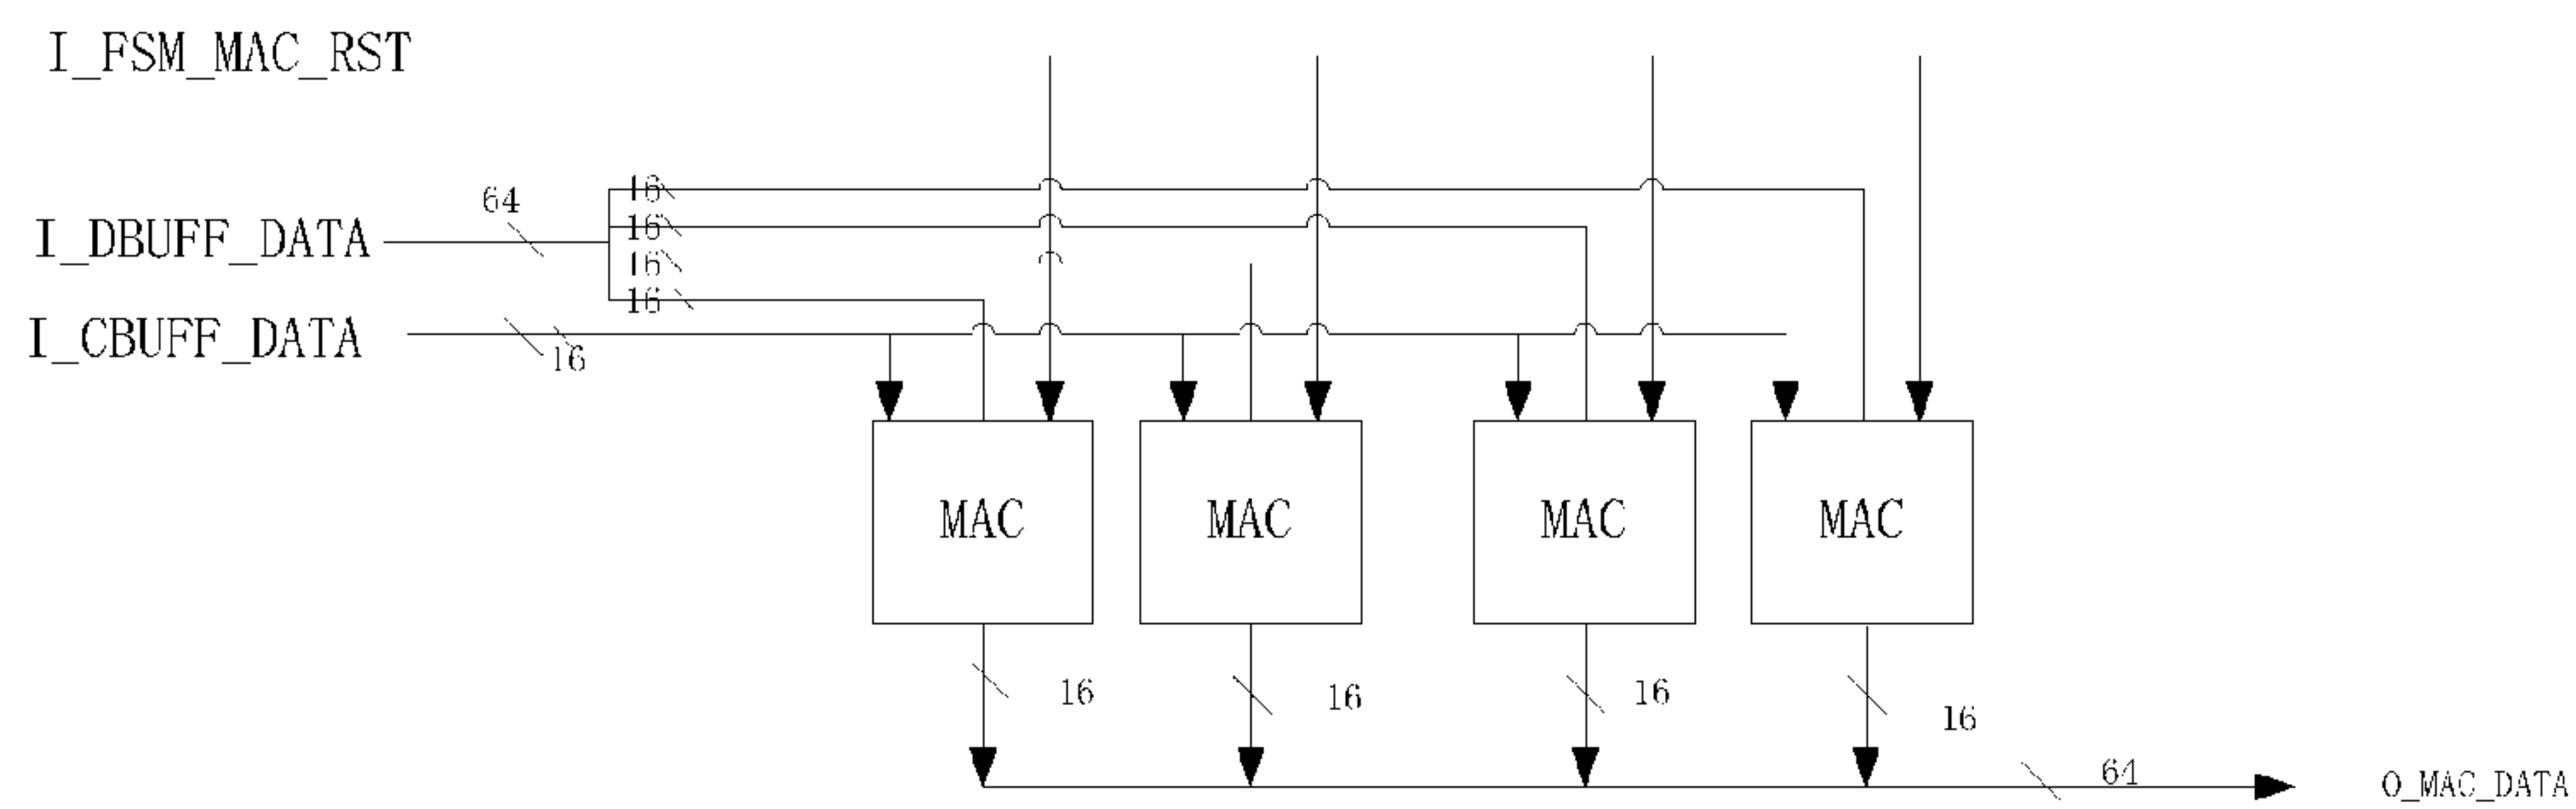 I_FSM_MAC_RST
16
64
16
I_DBUFF_DATA
16
16
I_CBUFF_DATA
16
MAC MAC MAC MAC
16 16 16 16
64
O_MAC_DATA